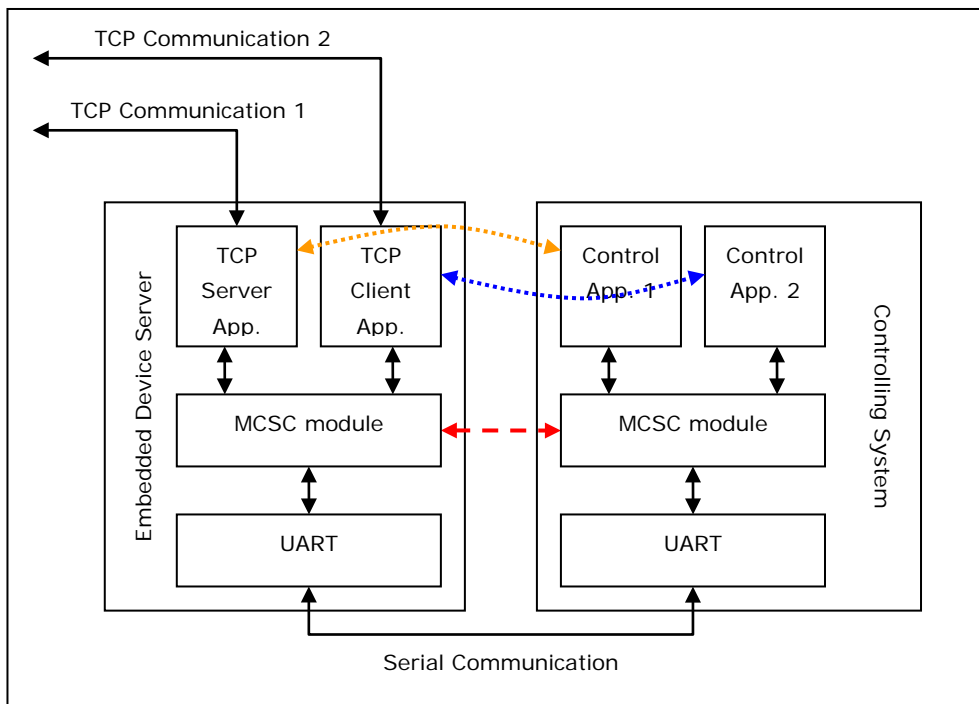 TCP Communication 2
TCP Communication 1
Embedded Device Server
TCP
Server
App.
TCP
Client
App.
Control
App. 1
Control
App. 2
Controlling System
MCSC module
MCSC module
UART
UART
Serial Communication